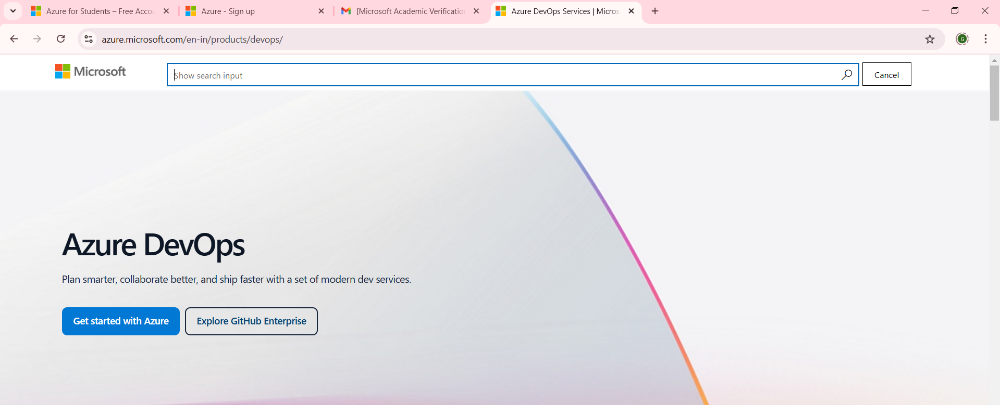 Azure for Students – Free Accou
Azure - Sign up
[Microsoft Academic Verificatio
Azure DevOps Services | Micros
azure.microsoft.com/en-in/products/devops/
G
Microsoft
Show search input
Cancel
Azure DevOps
Plan smarter, collaborate better, and ship faster with a set of modern dev services.
Get started with Azure
Explore GitHub Enterprise